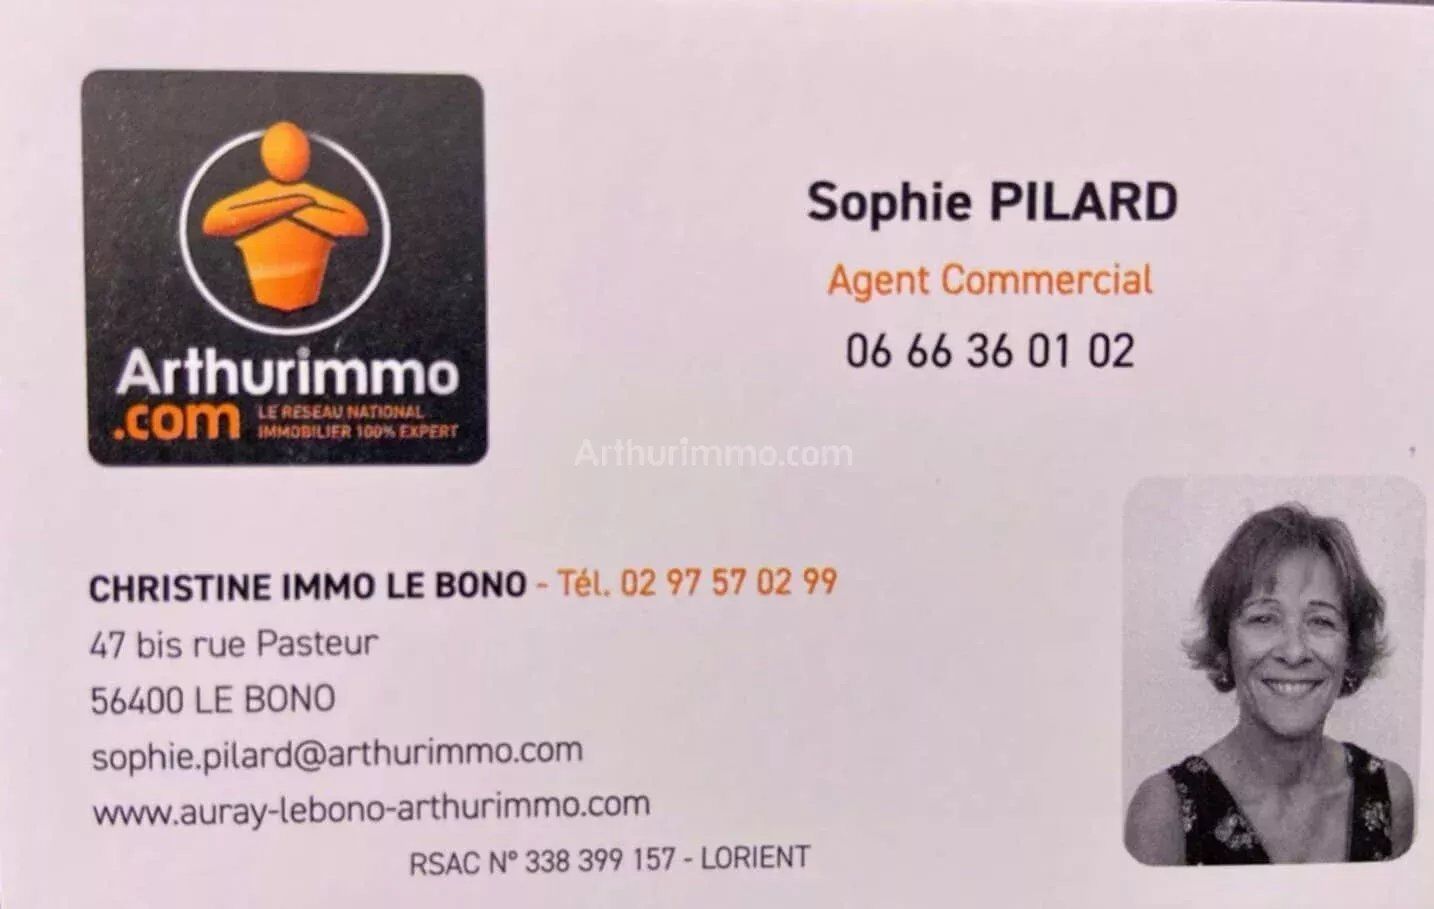 Arthurimmo
.com LE RESEAU NATIONAL
IMMOBILIER 100% EXPERT
Sophie PILARD
Agent Commercial
06 66 36 01 02
Arthurimmo.com
CHRISTINE IMMO LE BONO - Tél. 02 97 57 02 99
47 bis rue Pasteur
56400 LE BONO
sophie.pilard@arthurimmo.com
www.auray-lebono-arthurimmo.com
RSAC N° 338 399 157 - LORIENT